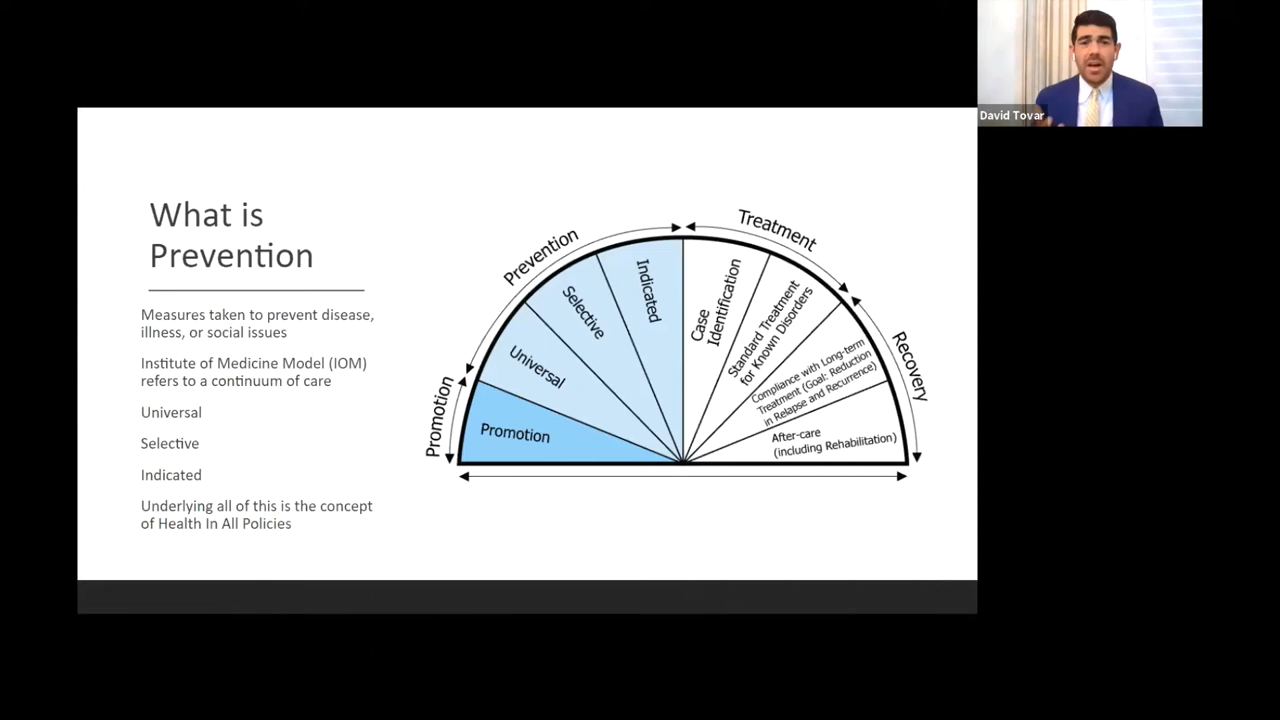 David Tovar
What is
Prevention
Measures taken to prevent disease,
illness, or social issues
Institute of Medicine Model (IOM)
refers to a continuum of care
Universal
Selective
Indicated
Underlying all of this is the concept
of Health In All Policies
Promotion
Prevention
Treatment
Recovery
Promotion
Universal
Selective
Indicated
Case
Identification
Standard Treatment
for Known Disorders
Compliance with Long-term
Treatment (Goal: Reduction
in Relapse and Recurrence)
After-care
(including Rehabilitation)